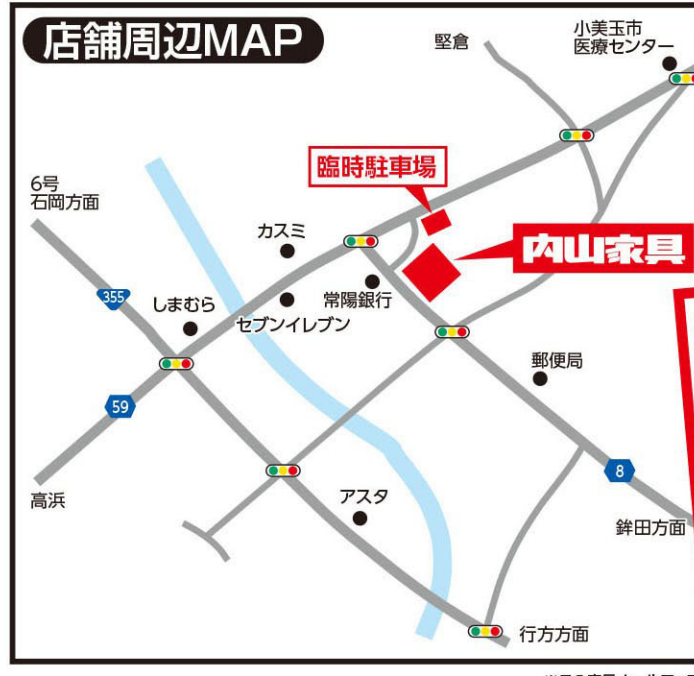 店舗周辺MAP
堅倉
小美玉市
医療センター
臨時駐車場
6号
石岡方面
カスミ
内山家具
355
しまむら
セブンイレブン
常陽銀行
59
郵便局
8
高浜
アスタ
鉾田方面
行方方面